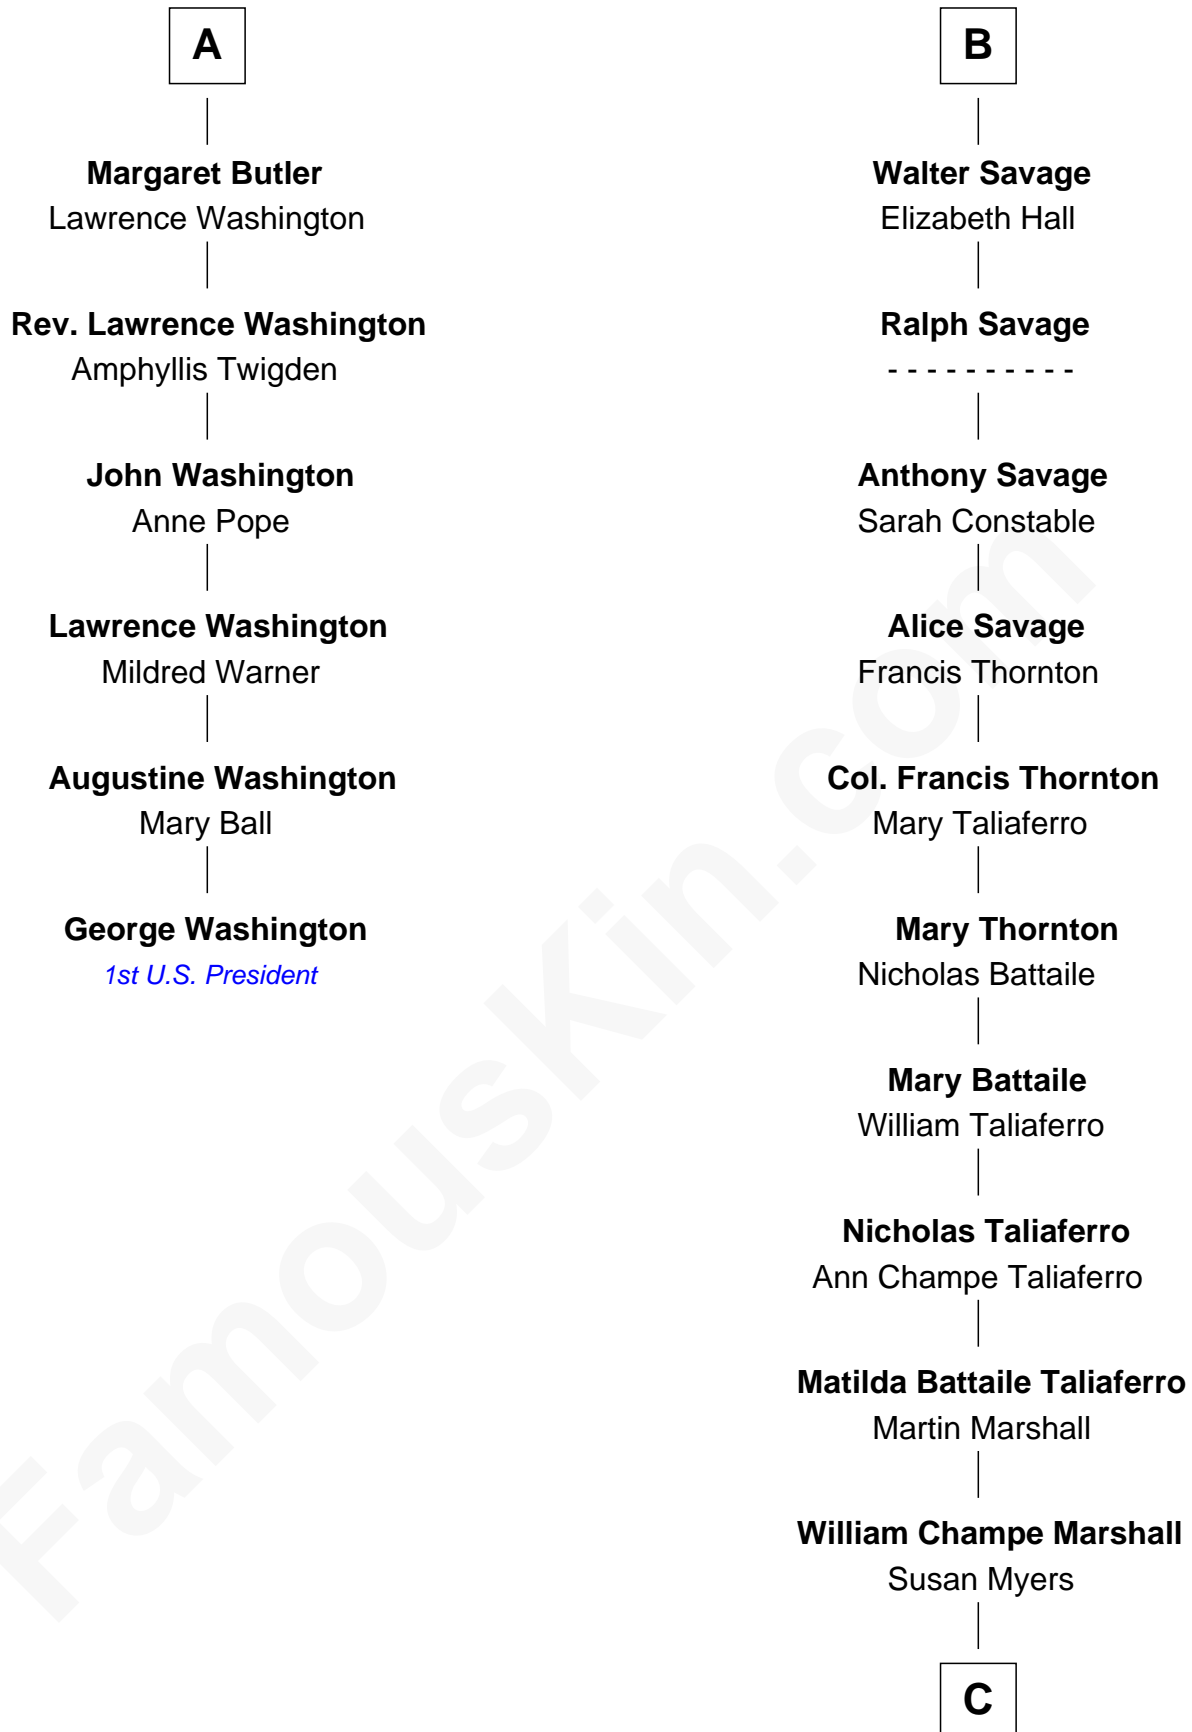 A
Margaret Butler
Lawrence Washington
Rev. Lawrence Washington
Amphyllis Twigden
John Washington
Anne Pope
Lawrence Washington
Mildred Warner
Augustine Washington
Mary Ball
George Washington
1st U.S. President
B
Walter Savage
Elizabeth Hall
Ralph Savage
- - - - - - - - - -
Anthony Savage
Sarah Constable
Alice Savage
Francis Thornton
Col. Francis Thornton
Mary Taliaferro
Mary Thornton
Nicholas Battaile
Mary Battaile
William Taliaferro
Nicholas Taliaferro
Ann Champe Taliaferro
Matilda Battaile Taliaferro
Martin Marshall
William Champe Marshall
Susan Myers
C
FamousKin.com